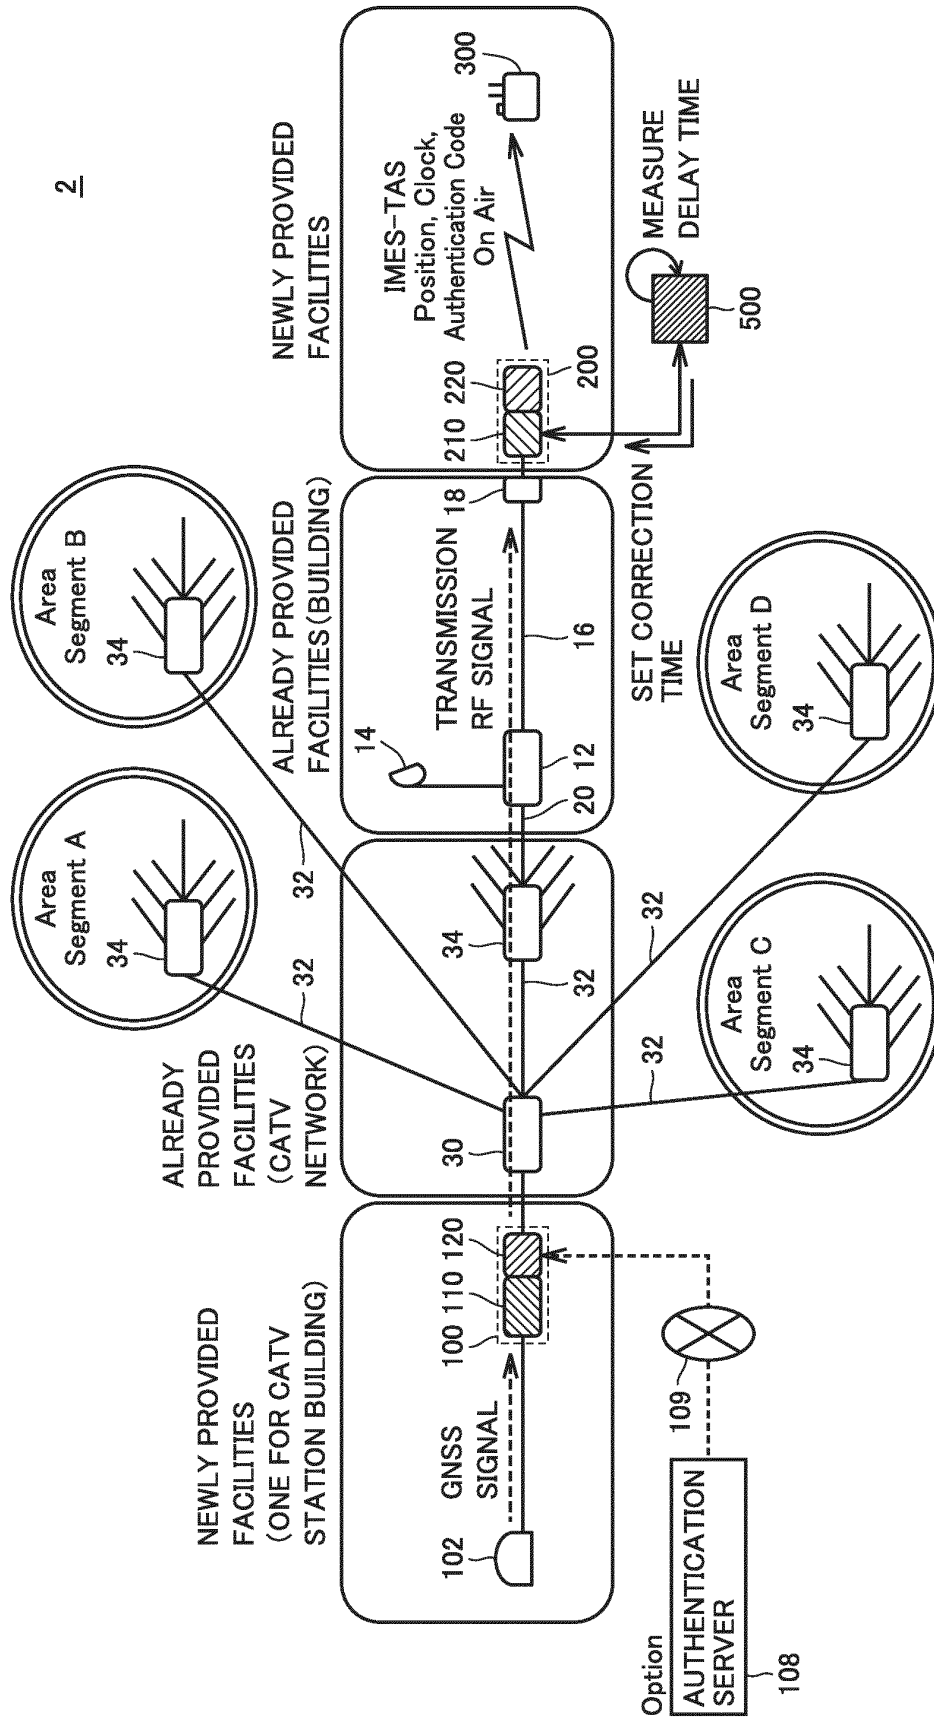 2
Area
Segment A
34
32
Area
Segment B
34
32
NEWLY PROVIDED
FACILITIES
(ONE FOR CATV
STATION BUILDING)
ALREADY
PROVIDED
FACILITIES
(CATV
NETWORK)
ALREADY PROVIDED
FACILITIES(BUILDING)
NEWLY PROVIDED
FACILITIES
102
GNSS
SIGNAL
100
110
120
30
34
32
14
20
12
TRANSMISSION
RF SIGNAL
16
18
210
220
200
IMES-TAS
Position, Clock,
Authentication Code
On Air
300
Option
AUTHENTICATION
SERVER
108
109
32
Area
Segment C
34
32
Area
Segment D
34
SET CORRECTION
TIME
MEASURE
DELAY TIME
500